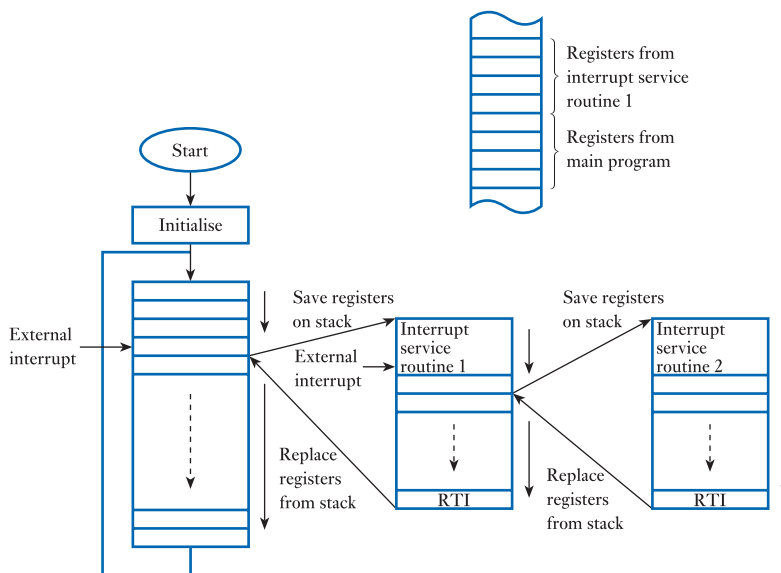 Registers from
interrupt service
routine 1
Registers from
main program
Start
Initialise
External
interrupt
Save registers
on stack
External
interrupt
Replace
registers
from stack
Interrupt
service
routine 1
RTI
Save registers
on stack
Replace
registers
from stack
Interrupt
service
routine 2
RTI